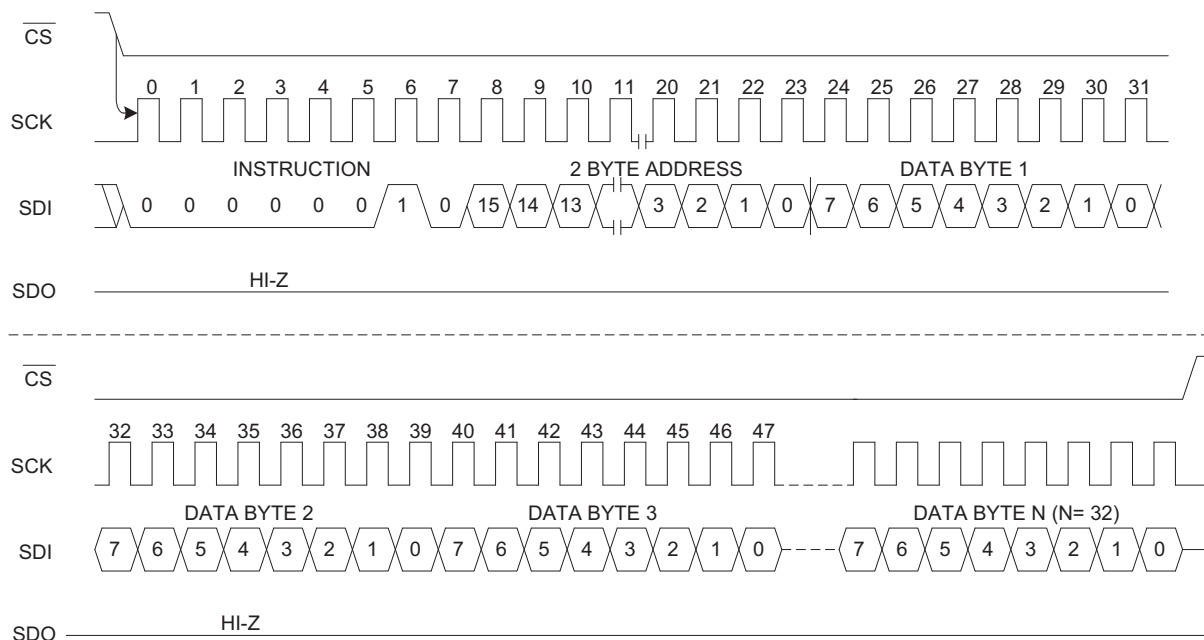 CS
0 1 2 3 4 5 6 7 8 9 10 11 20 21 22 23 24 25 26 27 28 29 30 31
SCK
INSTRUCTION 2 BYTE ADDRESS DATA BYTE 1
SDI 0 0 0 0 0 0 1 0 15 14 13 3 2 1 0 7 6 5 4 3 2 1 0
HI-Z
SDO
CS
32 33 34 35 36 37 38 39 40 41 42 43 44 45 46 47
SCK
DATA BYTE 2 DATA BYTE 3 DATA BYTE N (N= 32)
SDI 7 6 5 4 3 2 1 0 7 6 5 4 3 2 1 0 7 6 5 4 3 2 1 0
HI-Z
SDO